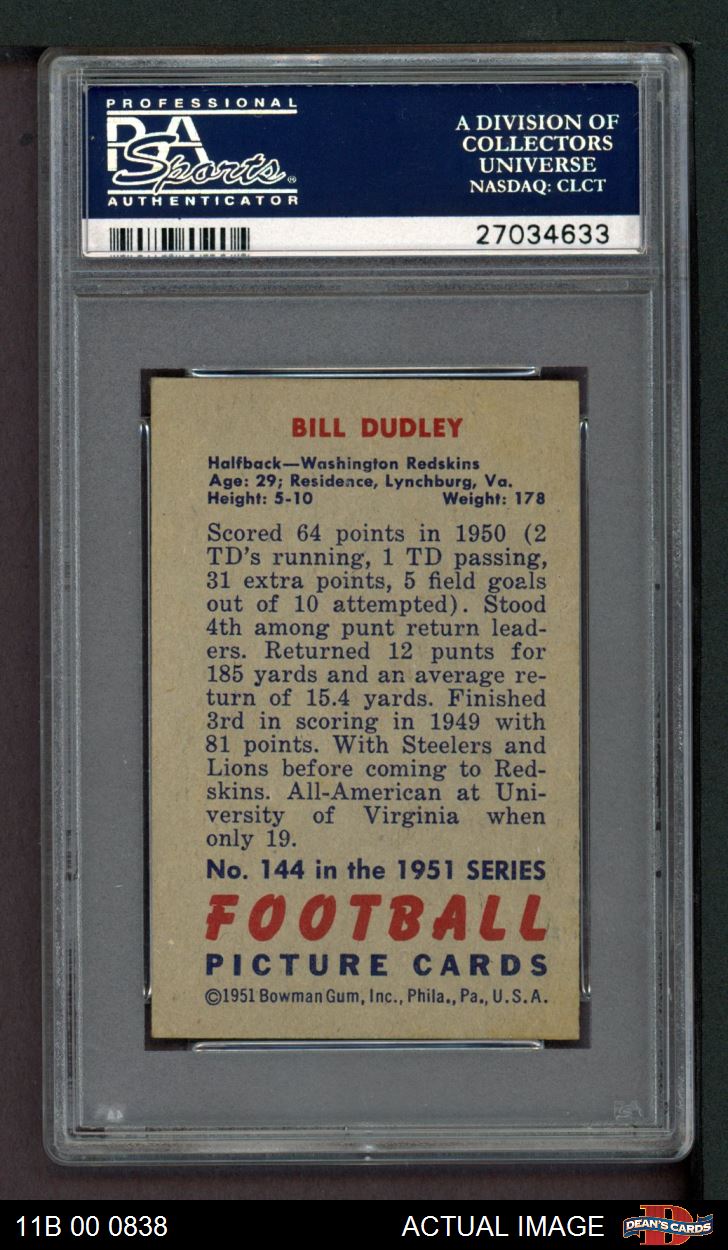 PROFESSIONAL
PSA
Sports®
AUTHENTICATOR
A DIVISION OF
COLLECTORS
UNIVERSE
NASDAQ: CLCT
27034633
BILL DUDLEY
Halfback—Washington Redskins
Age: 29; Residence, Lynchburg, Va.
Height: 5-10 Weight: 178
Scored 64 points in 1950 (2
TD's running, 1 TD passing,
31 extra points, 5 field goals
out of 10 attempted). Stood
4th among punt return lead-
ers. Returned 12 punts for
185 yards and an average re-
turn of 15.4 yards. Finished
3rd in scoring in 1949 with
81 points. With Steelers and
Lions before coming to Red-
skins. All-American at Uni-
versity of Virginia when
only 19.
No. 144 in the 1951 SERIES
FOOTBALL
PICTURE CARDS
©1951 Bowman Gum, Inc., Phila., Pa., U.S.A.
PSA
11B 00 0838 ACTUAL IMAGE DEAN'S CARDS